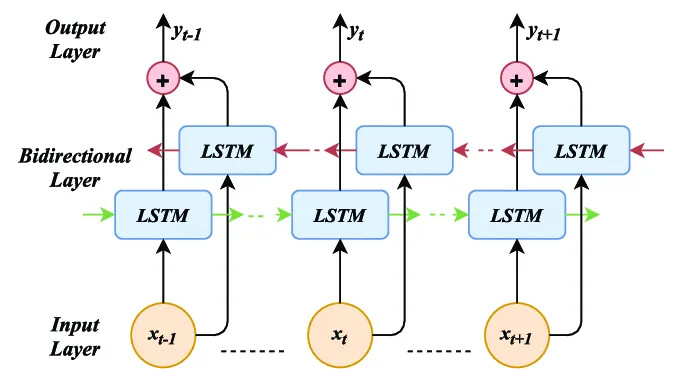 Output
Layer
y_{t-1}
y_t
y_{t+1}
+
+
+
LSTM
LSTM
LSTM
Bidirectional
Layer
LSTM
LSTM
LSTM
Input
Layer
x_{t-1}
x_t
x_{t+1}